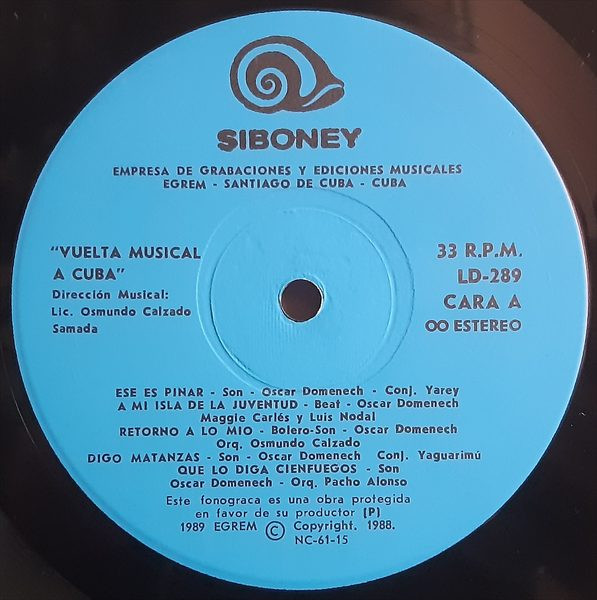 SIBONEY
EMPRESA DE GRABACIONES Y EDICIONES MUSICALES
EGREM - SANTIAGO DE CUBA - CUBA
"VUELTA MUSICAL
A CUBA"
Dirección Musical:
Lic. Osmundo Calzado
Samada
33 R.P.M.
LD-289
CARA A
OO ESTEREO
ESE ES PINAR - Son - Oscar Domenech - Conj. Yarey
A MI ISLA DE LA JUVENTUD - Beat - Oscar Domenech
Maggie Carlés y Luis Nodal
RETORNO A LO MIO - Bolero-Son - Oscar Domenech
Orq. Osmundo Calzado
DIGO MATANZAS - Son - Oscar Domenech Conj. Yaguarimú
QUE LO DIGA CIENFUEGOS - Son
Oscar Domenech - Orq. Pacho Alonso
Este fonograca es una obra protegida
en favor de su productor (P)
1989 EGREM © Copyright. 1988.
NC-61-15